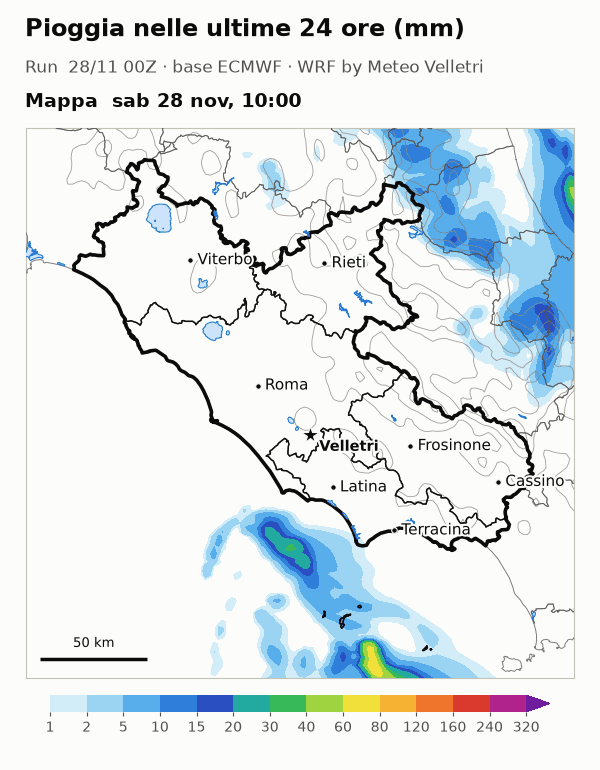 Pioggia nelle ultime 24 ore (mm)
Run  28/11 00Z · base ECMWF · WRF by Meteo Velletri
Mappa  sab 28 nov, 10:00
Viterbo
Rieti
Roma
Velletri
Frosinone
Latina
Cassino
Terracina
50 km
1 2 5 10 15 20 30 40 60 80 120 160 240 320